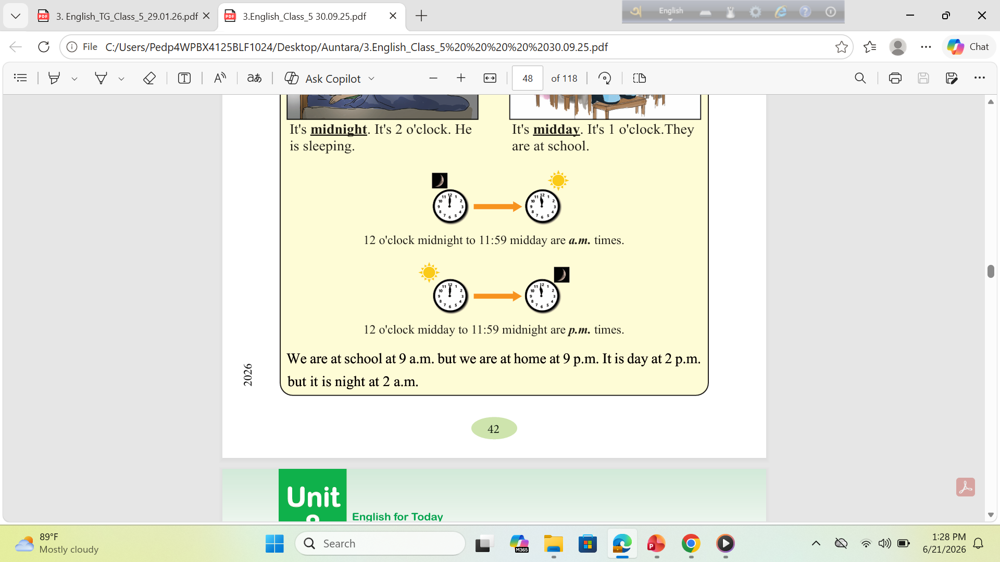 3. English_TG_Class_5_29.01.26.pdf
3.English_Class_5 30.09.25.pdf
English
File C:/Users/Pedp4WPBX4125BLF1024/Desktop/Auntara/3.English_Class_5%20%20%20%20%2030.09.25.pdf
Chat
Ask Copilot
48 of 118
It's midnight. It's 2 o'clock. He
is sleeping.
It's midday. It's 1 o'clock.They
are at school.
12 o'clock midnight to 11:59 midday are a.m. times.
12 o'clock midday to 11:59 midnight are p.m. times.
We are at school at 9 a.m. but we are at home at 9 p.m. It is day at 2 p.m.
but it is night at 2 a.m.
2026
42
Unit
English for Today
89°F
Mostly cloudy
Search
M365
1:28 PM
6/21/2026